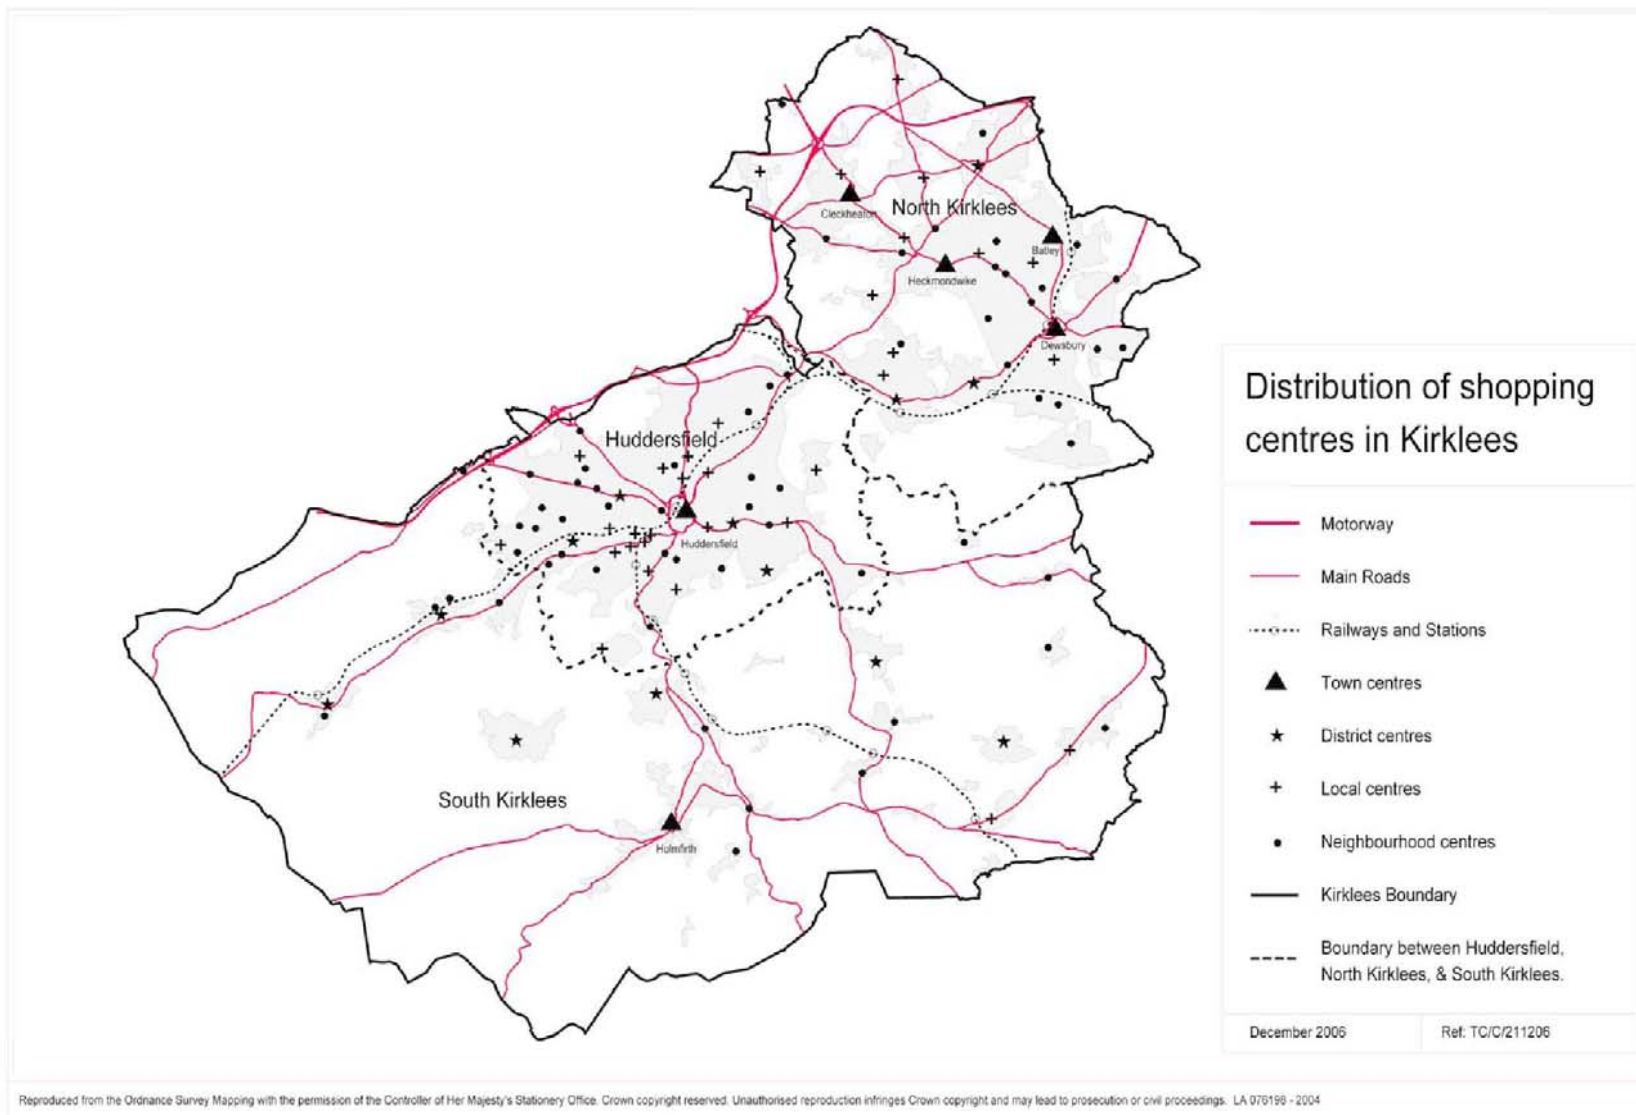 Cleckheaton
North Kirklees
Batley
Heckmondwike
Dewsbury
Huddersfield
Huddersfield
South Kirklees
Holmfirth
Distribution of shopping
centres in Kirklees
Motorway
Main Roads
Railways and Stations
Town centres
District centres
Local centres
Neighbourhood centres
Kirklees Boundary
Boundary between Huddersfield,
North Kirklees, & South Kirklees.
December 2006
Ref: TC/C/211206
Reproduced from the Ordnance Survey Mapping with the permission of the Controller of Her Majesty's Stationery Office. Crown copyright reserved. Unauthorised reproduction infringes Crown copyright and may lead to prosecution or civil proceedings. LA 076198 - 2004